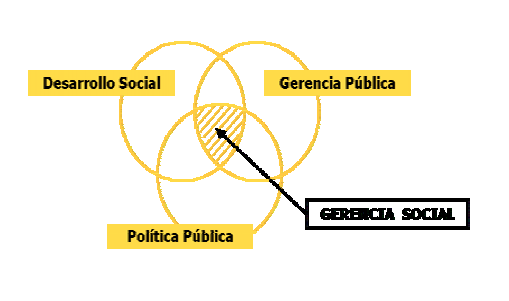 Desarrollo Social
Gerencia Pública
GERENCIA SOCIAL
Política Pública